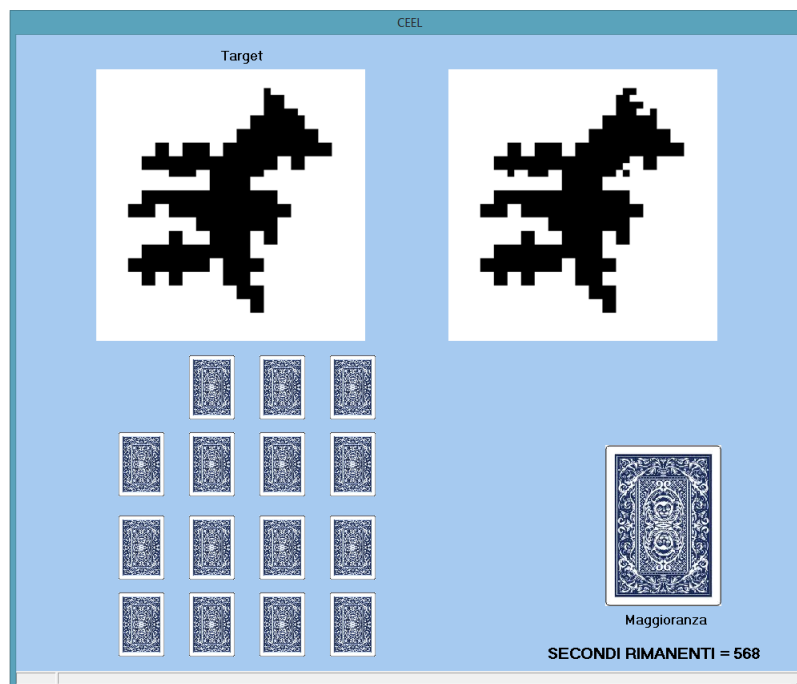 CEEL
Target
Maggioranza
SECONDI RIMANENTI = 568